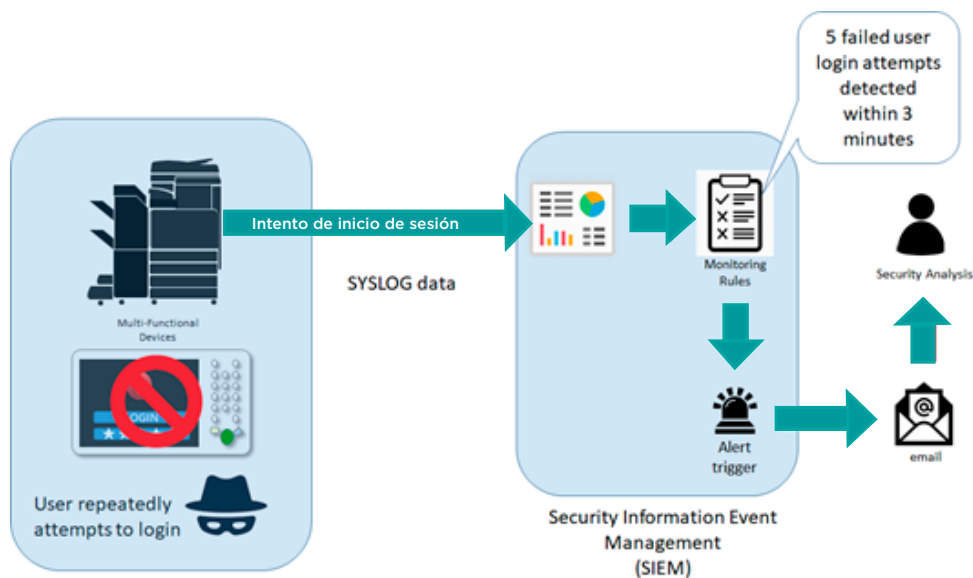 5 failed user
login attempts
detected
within 3
minutes
Intento de inicio de sesión
SYSLOG data
Multi-Functional
Devices
LOGIN
User repeatedly
attempts to login
Monitoring
Rules
Alert
trigger
Security Information Event
Management
(SIEM)
Security Analysis
@
email